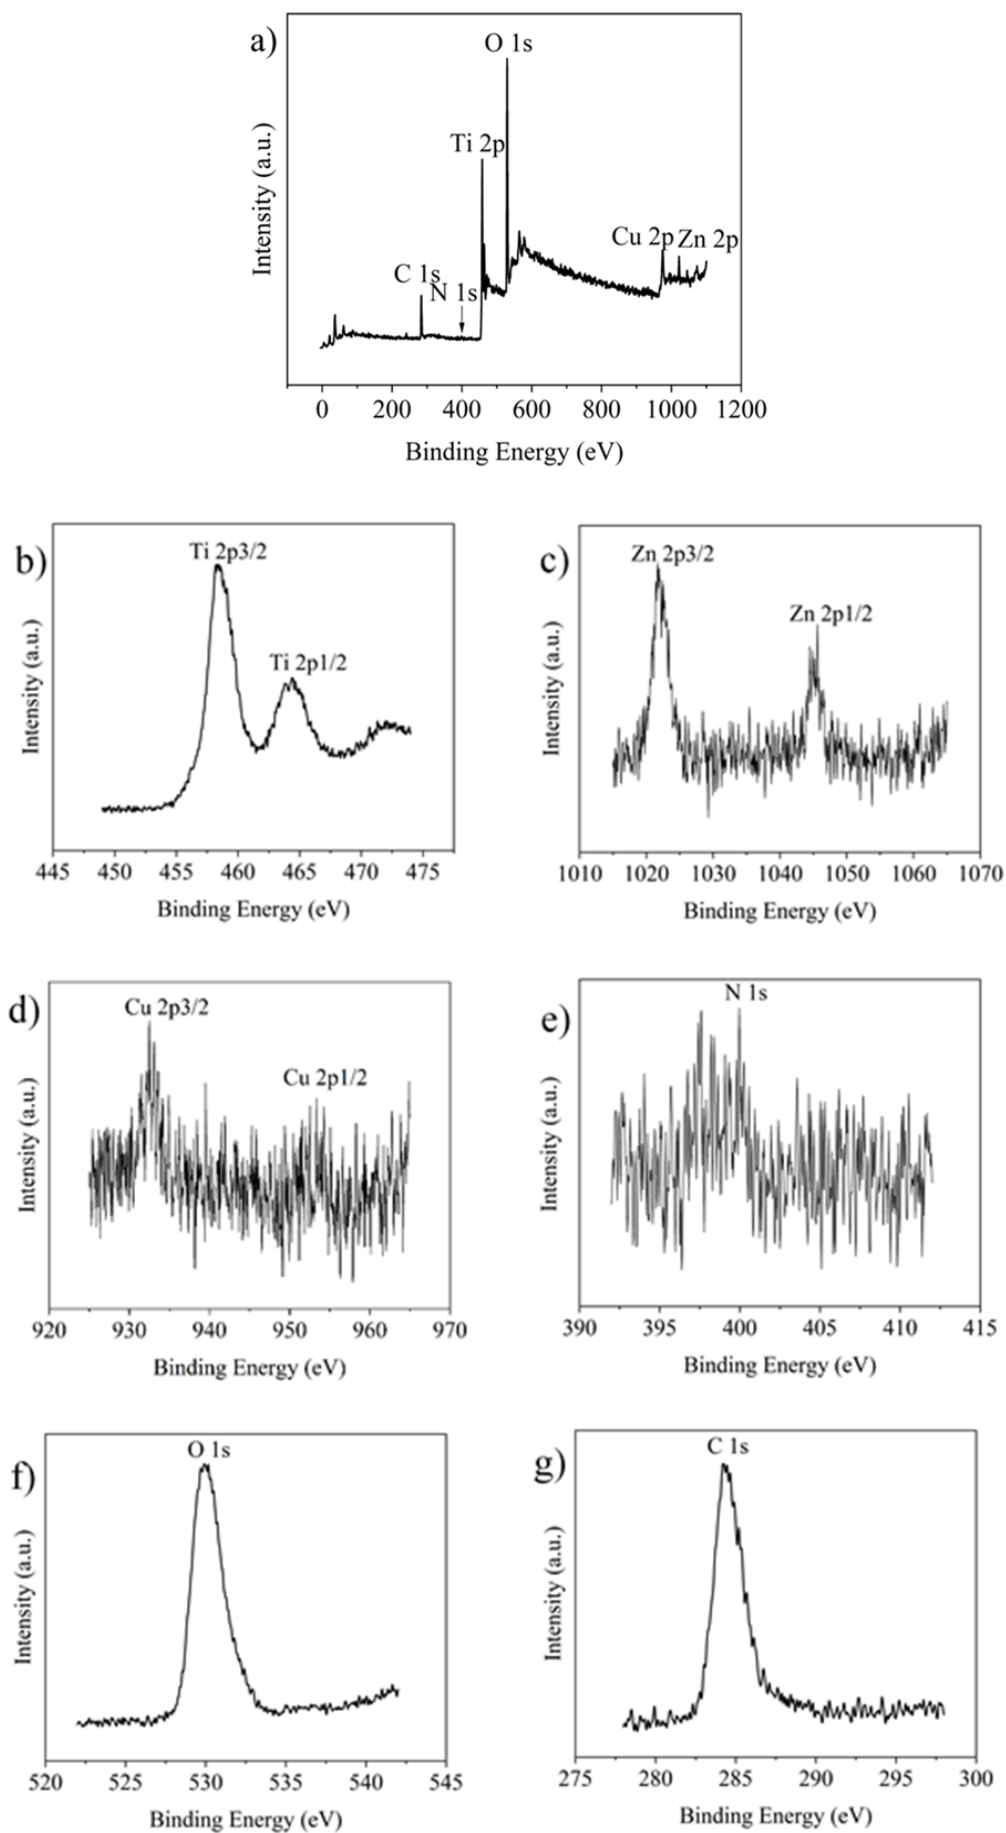 a)
O 1s
Ti 2p
Cu 2p Zn 2p
C 1s
N 1s
Intensity (a.u.)
0 200 400 600 800 1000 1200
Binding Energy (eV)
b)
Ti 2p3/2
Ti 2p1/2
Intensity (a.u.)
445 450 455 460 465 470 475
Binding Energy (eV)
c)
Zn 2p3/2
Zn 2p1/2
Intensity (a.u.)
1010 1020 1030 1040 1050 1060 1070
Binding Energy (eV)
d)
Cu 2p3/2
Cu 2p1/2
Intensity (a.u.)
920 930 940 950 960 970
Binding Energy (eV)
e)
N 1s
Intensity (a.u.)
390 395 400 405 410 415
Binding Energy (eV)
f)
O 1s
Intensity (a.u.)
520 525 530 535 540 545
Binding Energy (eV)
g)
C 1s
Intensity (a.u.)
275 280 285 290 295 300
Binding Energy (eV)